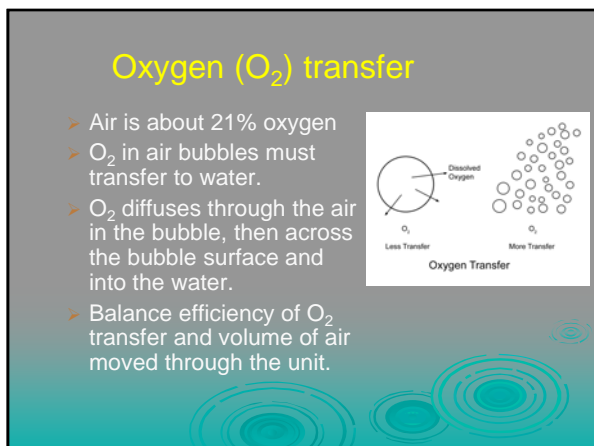 Oxygen (O₂) transfer
➢ Air is about 21% oxygen
➢ O₂ in air bubbles must
transfer to water.
➢ O₂ diffuses through the air
in the bubble, then across
the bubble surface and
into the water.
➢ Balance efficiency of O₂
transfer and volume of air
moved through the unit.
Dissolved
Oxygen
O₂
Less Transfer
O₂
More Transfer
Oxygen Transfer